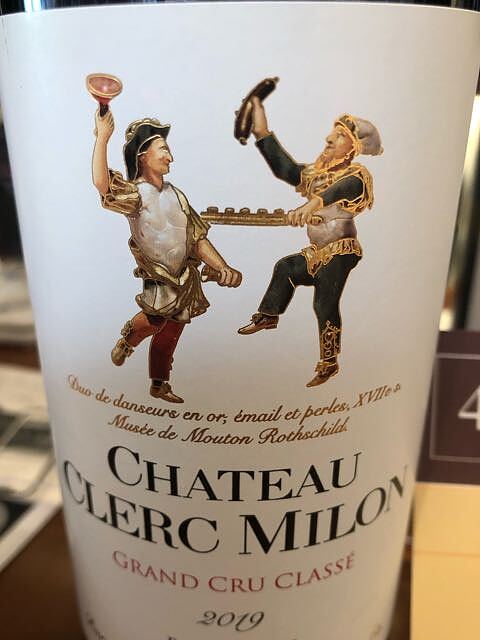 Duo de danseurs en or, émail et perles, XVIIe s.
Musée de Mouton Rothschild.
CHATEAU
CLERC MILON
GRAND CRU CLASSÉ
2019
4